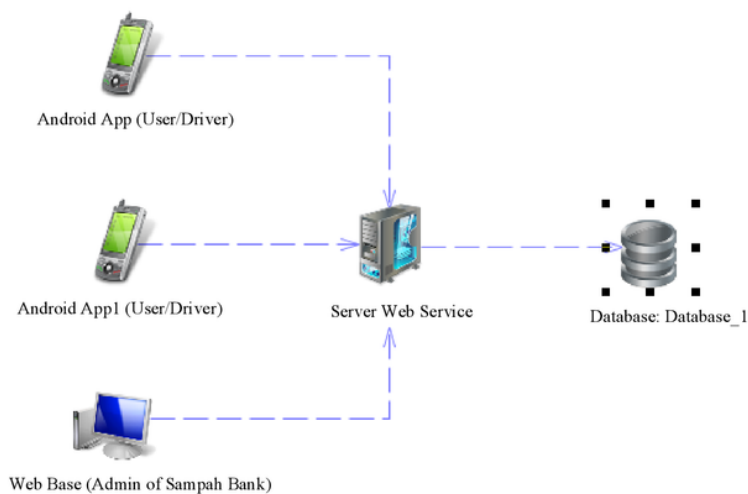 Android App (User/Driver)
Android App1 (User/Driver)
Server Web Service
Database: Database_1
Web Base (Admin of Sampah Bank)